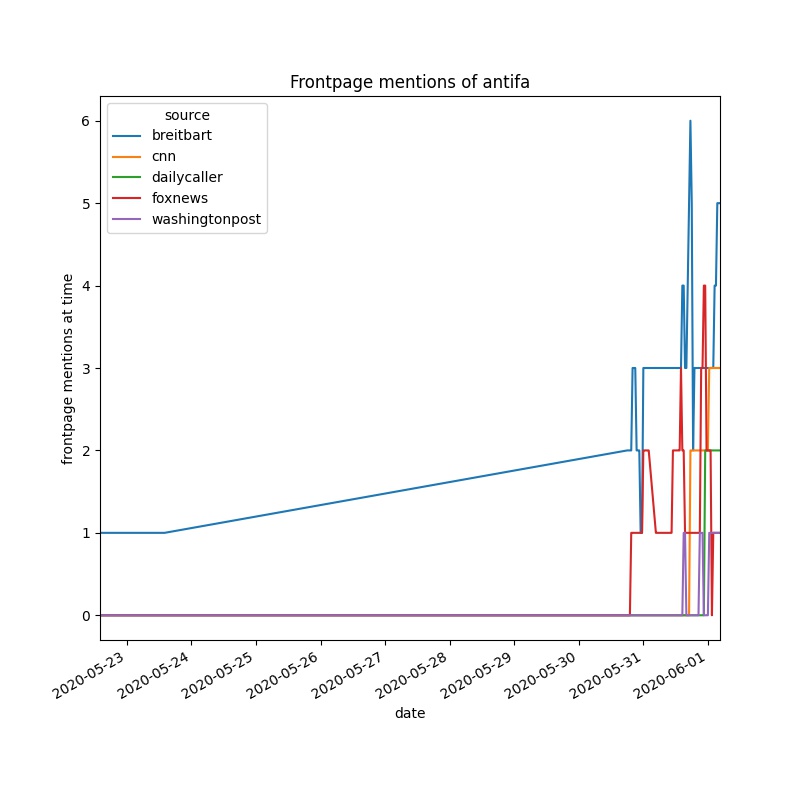 Frontpage mentions of antifa
source
breitbart
cnn
dailycaller
foxnews
washingtonpost
frontpage mentions at time
6
5
4
3
2
1
0
2020-05-23
2020-05-24
2020-05-25
2020-05-26
2020-05-27
2020-05-28
2020-05-29
2020-05-30
2020-05-31
2020-06-01
date